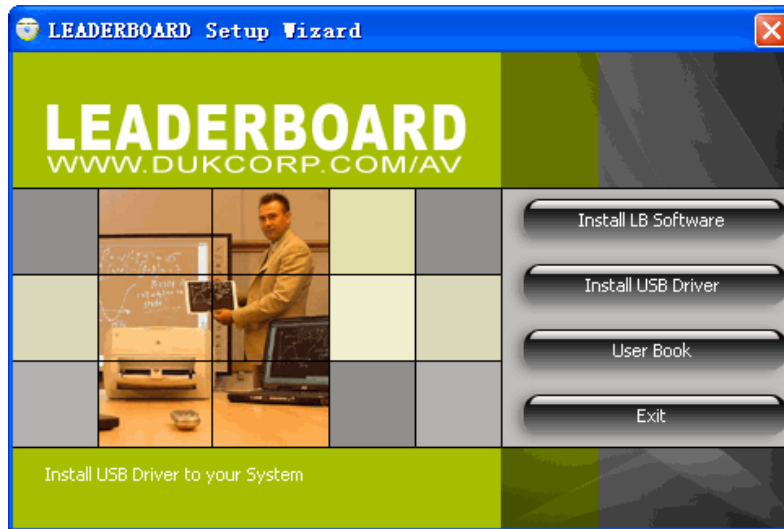 LEADERBOARD Setup Wizard
LEADERBOARD
WWW.DUKCORP.COM/AV
Install LB Software
Install USB Driver
User Book
Exit
Install USB Driver to your System